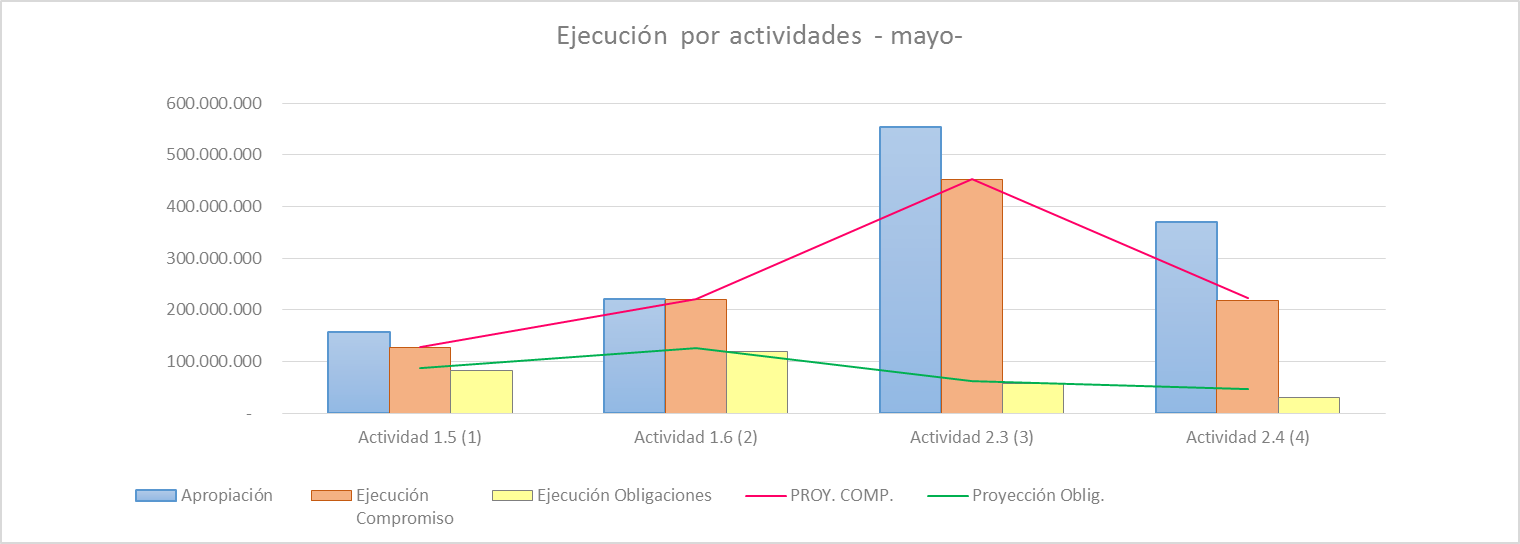 Ejecución por actividades - mayo-
600.000.000
500.000.000
400.000.000
300.000.000
200.000.000
100.000.000
-
Actividad 1.5 (1) Actividad 1.6 (2) Actividad 2.3 (3) Actividad 2.4 (4)
Apropiación Ejecución Compromiso Ejecución Obligaciones PROY. COMP. Proyección Oblig.